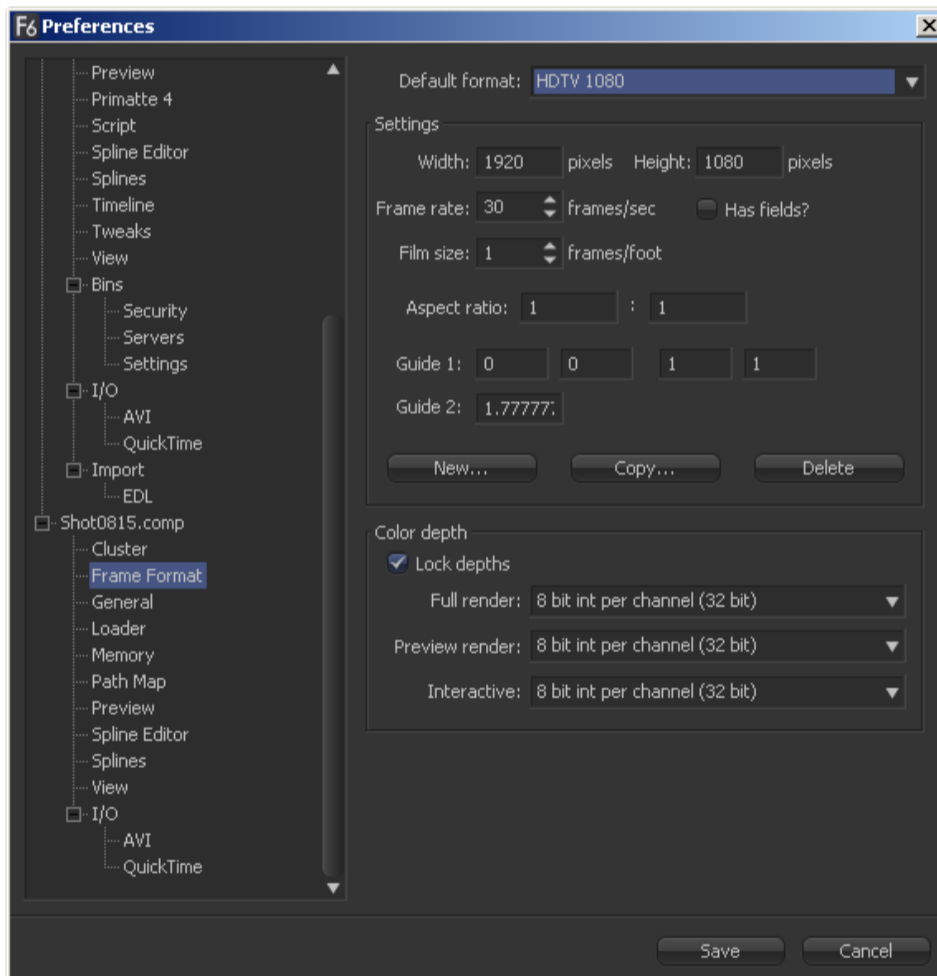 F6 Preferences
Preview
Primatte 4
Script
Spline Editor
Splines
Timeline
Tweaks
View
Bins
Security
Servers
Settings
I/O
AVI
QuickTime
Import
EDL
Shot0815.comp
Cluster
Frame Format
General
Loader
Memory
Path Map
Preview
Spline Editor
Splines
View
I/O
AVI
QuickTime
Default format: HDTV 1080
Settings
Width: 1920 pixels Height: 1080 pixels
Frame rate: 30 frames/sec Has fields?
Film size: 1 frames/foot
Aspect ratio: 1 : 1
Guide 1: 0 0 1 1
Guide 2: 1.77777
New... Copy... Delete
Color depth
Lock depths
Full render: 8 bit int per channel (32 bit)
Preview render: 8 bit int per channel (32 bit)
Interactive: 8 bit int per channel (32 bit)
Save Cancel